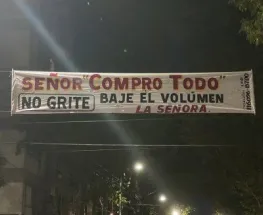 SEÑOR "COMPRO TODO"
NO GRITE BAJE EL VOLÚMEN
LA SEÑORA.